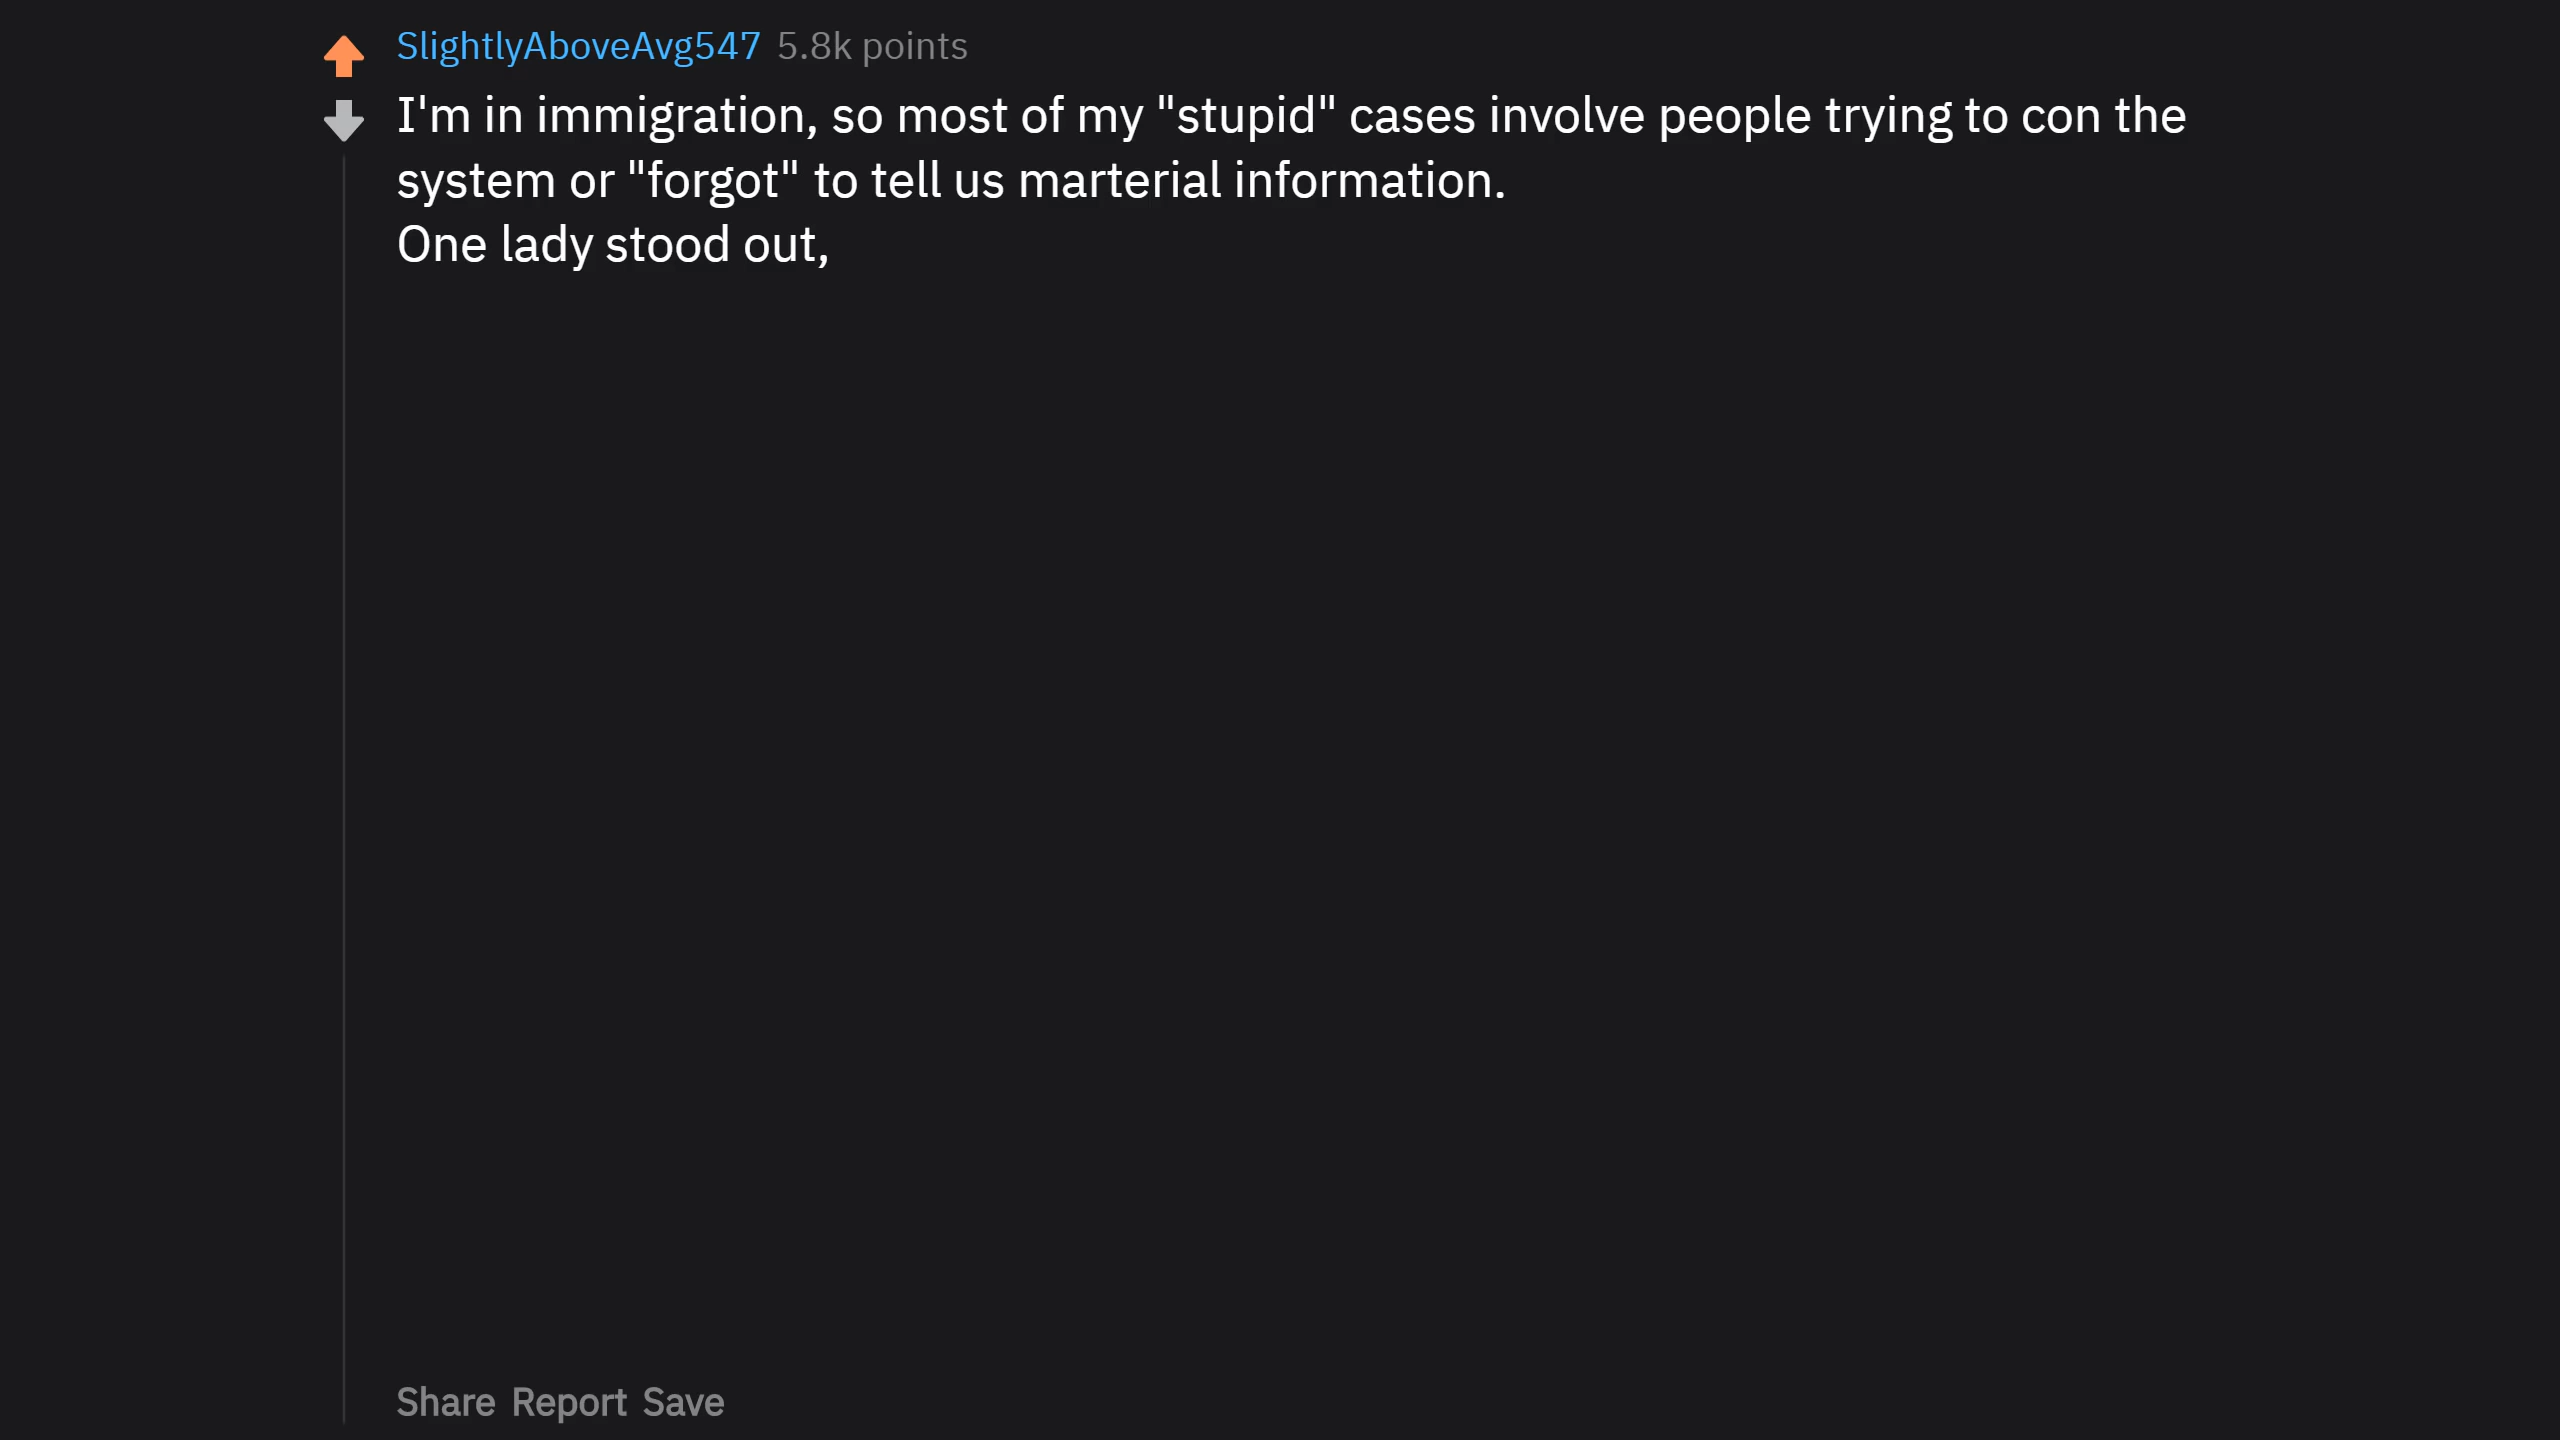 SlightlyAboveAvg547 5.8k points
I'm in immigration, so most of my "stupid" cases involve people trying to con the
system or "forgot" to tell us marterial information.
One lady stood out,
Share Report Save